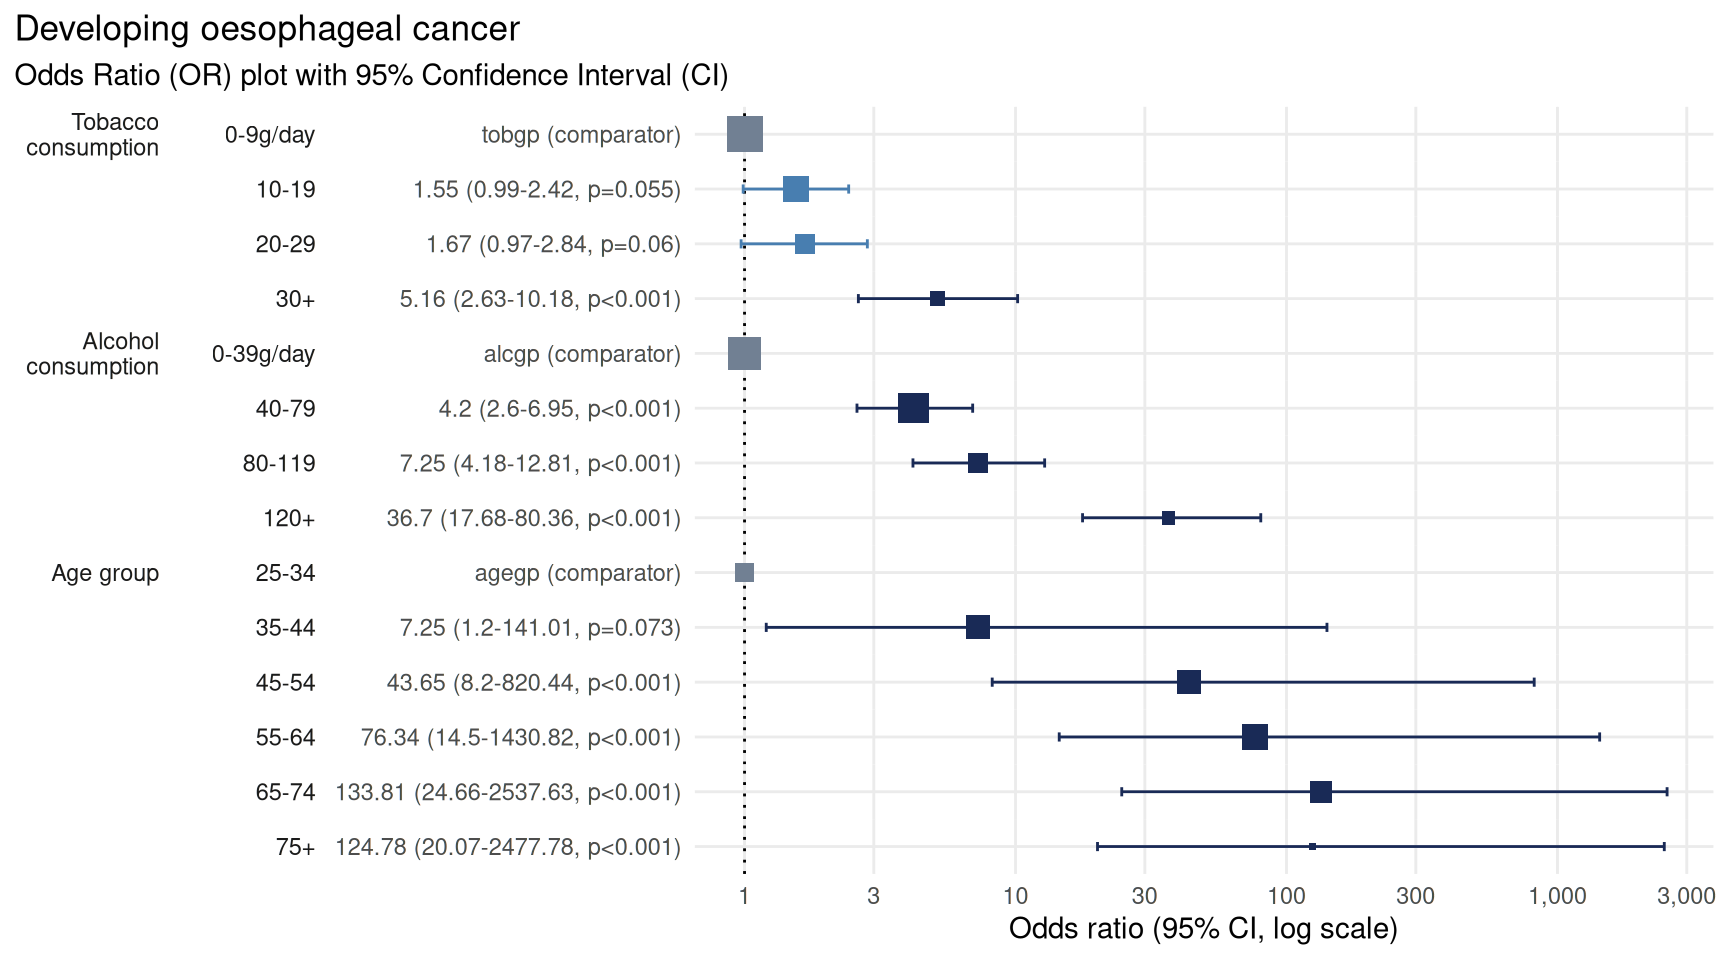 Developing oesophageal cancer
Odds Ratio (OR) plot with 95% Confidence Interval (CI)
Tobacco
consumption
0-9g/day
tobgp (comparator)
10-19
1.55 (0.99-2.42, p=0.055)
20-29
1.67 (0.97-2.84, p=0.06)
30+
5.16 (2.63-10.18, p<0.001)
Alcohol
consumption
0-39g/day
alcgp (comparator)
40-79
4.2 (2.6-6.95, p<0.001)
80-119
7.25 (4.18-12.81, p<0.001)
120+
36.7 (17.68-80.36, p<0.001)
Age group
25-34
agegp (comparator)
35-44
7.25 (1.2-141.01, p=0.073)
45-54
43.65 (8.2-820.44, p<0.001)
55-64
76.34 (14.5-1430.82, p<0.001)
65-74
133.81 (24.66-2537.63, p<0.001)
75+
124.78 (20.07-2477.78, p<0.001)
1 3 10 30 100 300 1,000 3,000
Odds ratio (95% CI, log scale)